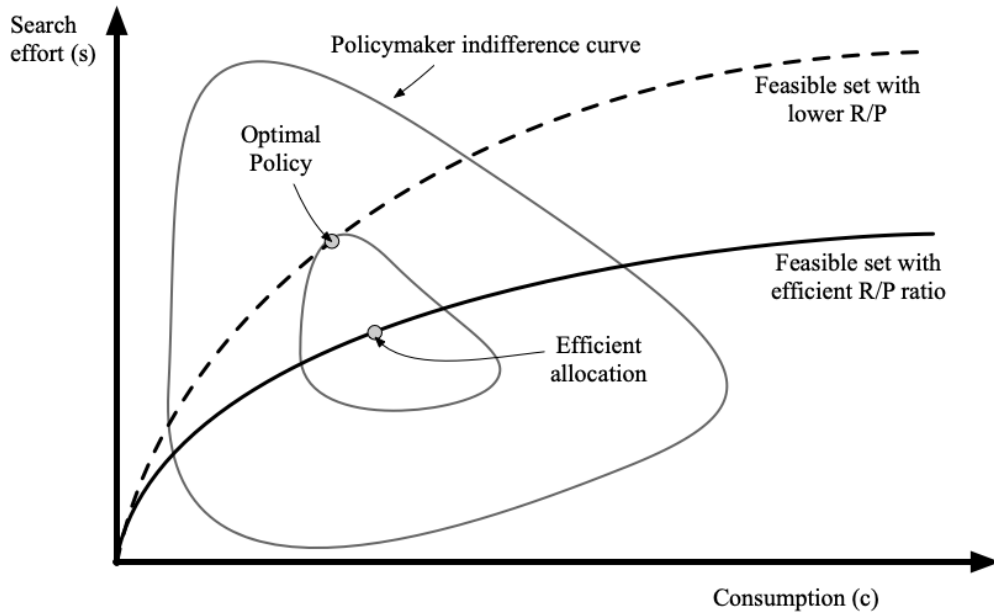 Search
effort (s)
Policymaker indifference curve
Feasible set with
lower R/P
Optimal
Policy
Feasible set with
efficient R/P ratio
Efficient
allocation
Consumption (c)